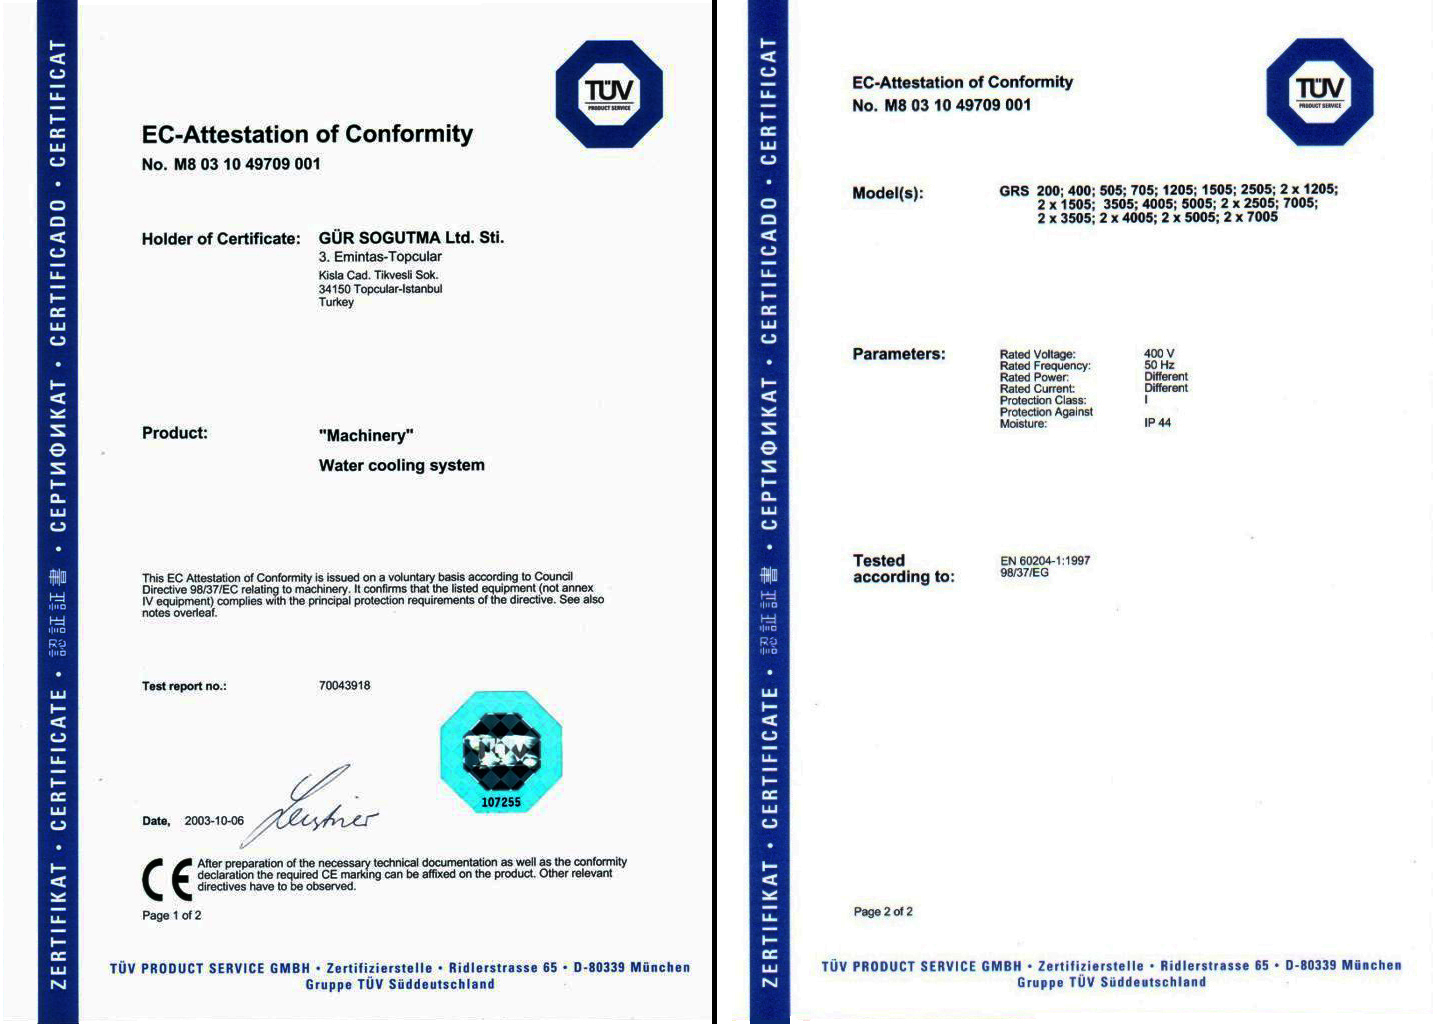 ZERTIFIKAT • CERTIFICATE • 認証証書 • СЕРТИФИКАТ • CERTIFICADO • CERTIFICAT
TÜV
PRODUCT SERVICE
EC-Attestation of Conformity
No. M8 03 10 49709 001
Holder of Certificate: GÜR SOGUTMA Ltd. Sti.
3. Emintas-Topcular
Kisla Cad. Tikvesli Sok.
34150 Topcular-Istanbul
Turkey
Product: "Machinery"
Water cooling system
This EC Attestation of Conformity is issued on a voluntary basis according to Council
Directive 98/37/EC relating to machinery. It confirms that the listed equipment (not annex
IV equipment) complies with the principal protection requirements of the directive. See also
notes overleaf.
Test report no.: 70043918
TÜV
107255
Date, 2003-10-06
CE
After preparation of the necessary technical documentation as well as the conformity
declaration the required CE marking can be affixed on the product. Other relevant
directives have to be observed.
Page 1 of 2
TÜV PRODUCT SERVICE GMBH • Zertifizierstelle • Ridlerstrasse 65 • D-80339 München
Gruppe TÜV Süddeutschland
ZERTIFIKAT • CERTIFICATE • 認証証書 • СЕРТИФИКАТ • CERTIFICADO • CERTIFICAT
TÜV
PRODUCT SERVICE
EC-Attestation of Conformity
No. M8 03 10 49709 001
Model(s): GRS 200; 400; 505; 705; 1205; 1505; 2505; 2 x 1205;
2 x 1505; 3505; 4005; 5005; 2 x 2505; 7005;
2 x 3505; 2 x 4005; 2 x 5005; 2 x 7005
Parameters: Rated Voltage: 400 V
Rated Frequency: 50 Hz
Rated Power: Different
Rated Current: Different
Protection Class: I
Protection Against
Moisture: IP 44
Tested EN 60204-1:1997
according to: 98/37/EG
Page 2 of 2
TÜV PRODUCT SERVICE GMBH • Zertifizierstelle • Ridlerstrasse 65 • D-80339 München
Gruppe TÜV Süddeutschland